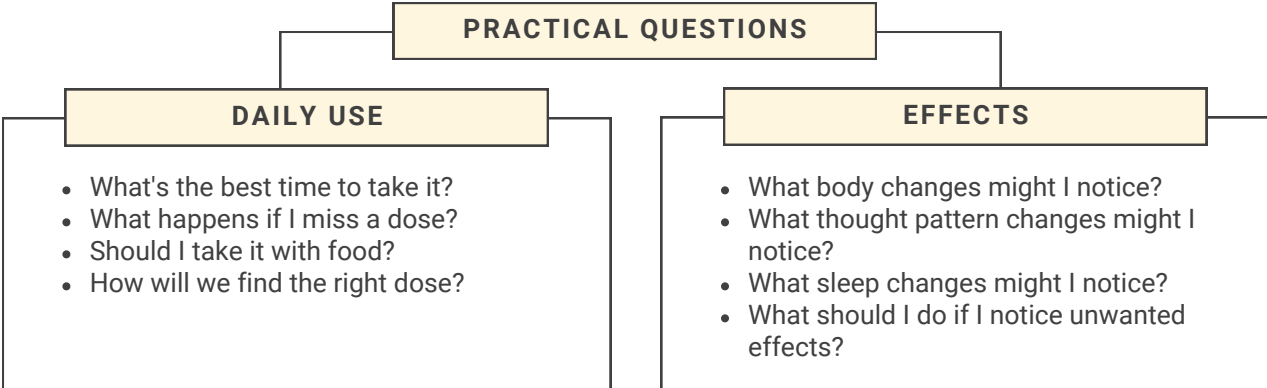 PRACTICAL QUESTIONS
DAILY USE
• What's the best time to take it?
• What happens if I miss a dose?
• Should I take it with food?
• How will we find the right dose?
EFFECTS
• What body changes might I notice?
• What thought pattern changes might I
notice?
• What sleep changes might I notice?
• What should I do if I notice unwanted
effects?